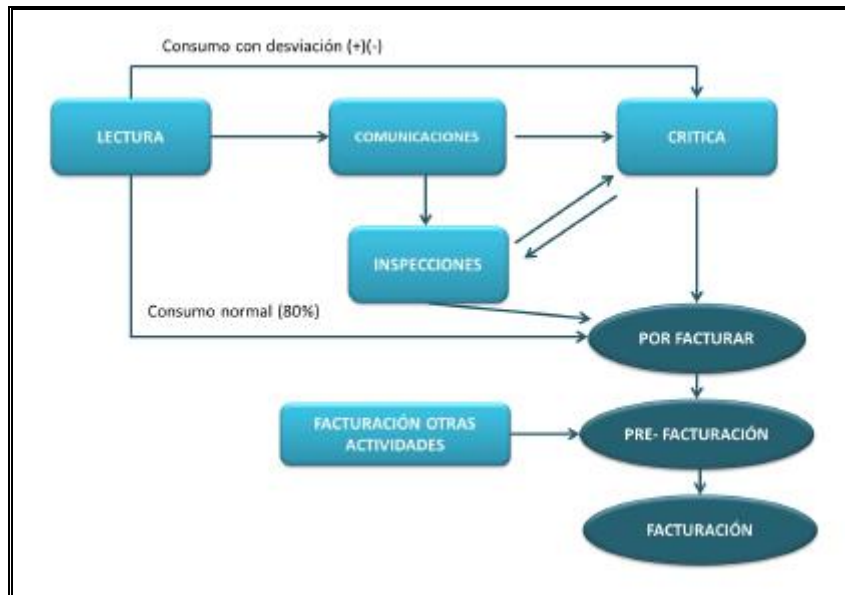 Consumo con desviación (+)(-)
LECTURA
COMUNICACIONES
CRITICA
INSPECCIONES
Consumo normal (80%)
POR FACTURAR
FACTURACIÓN OTRAS
ACTIVIDADES
PRE- FACTURACIÓN
FACTURACIÓN